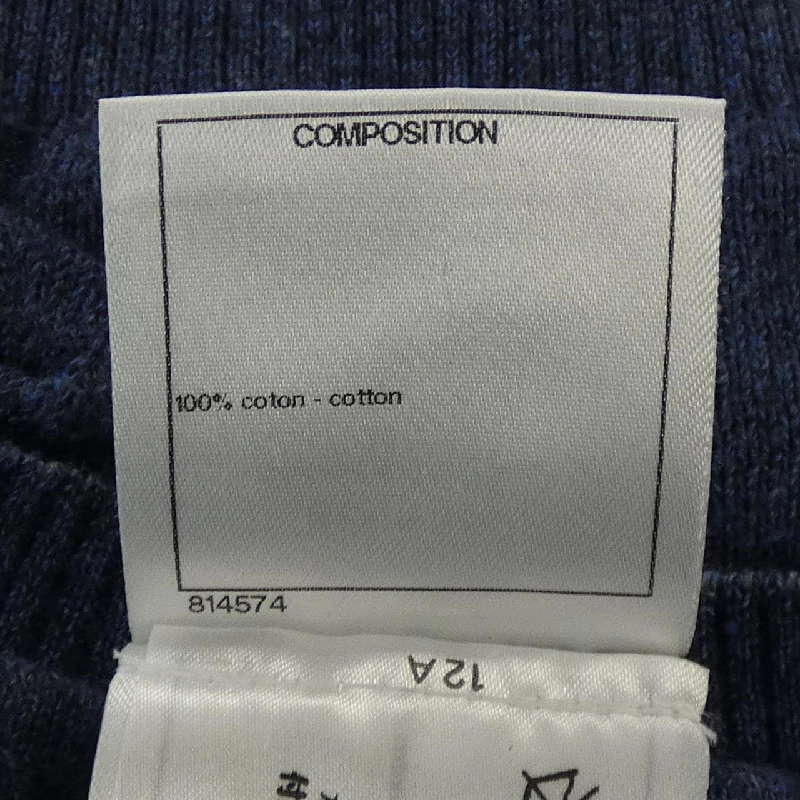 COMPOSITION
100% coton - cotton
814574
12A